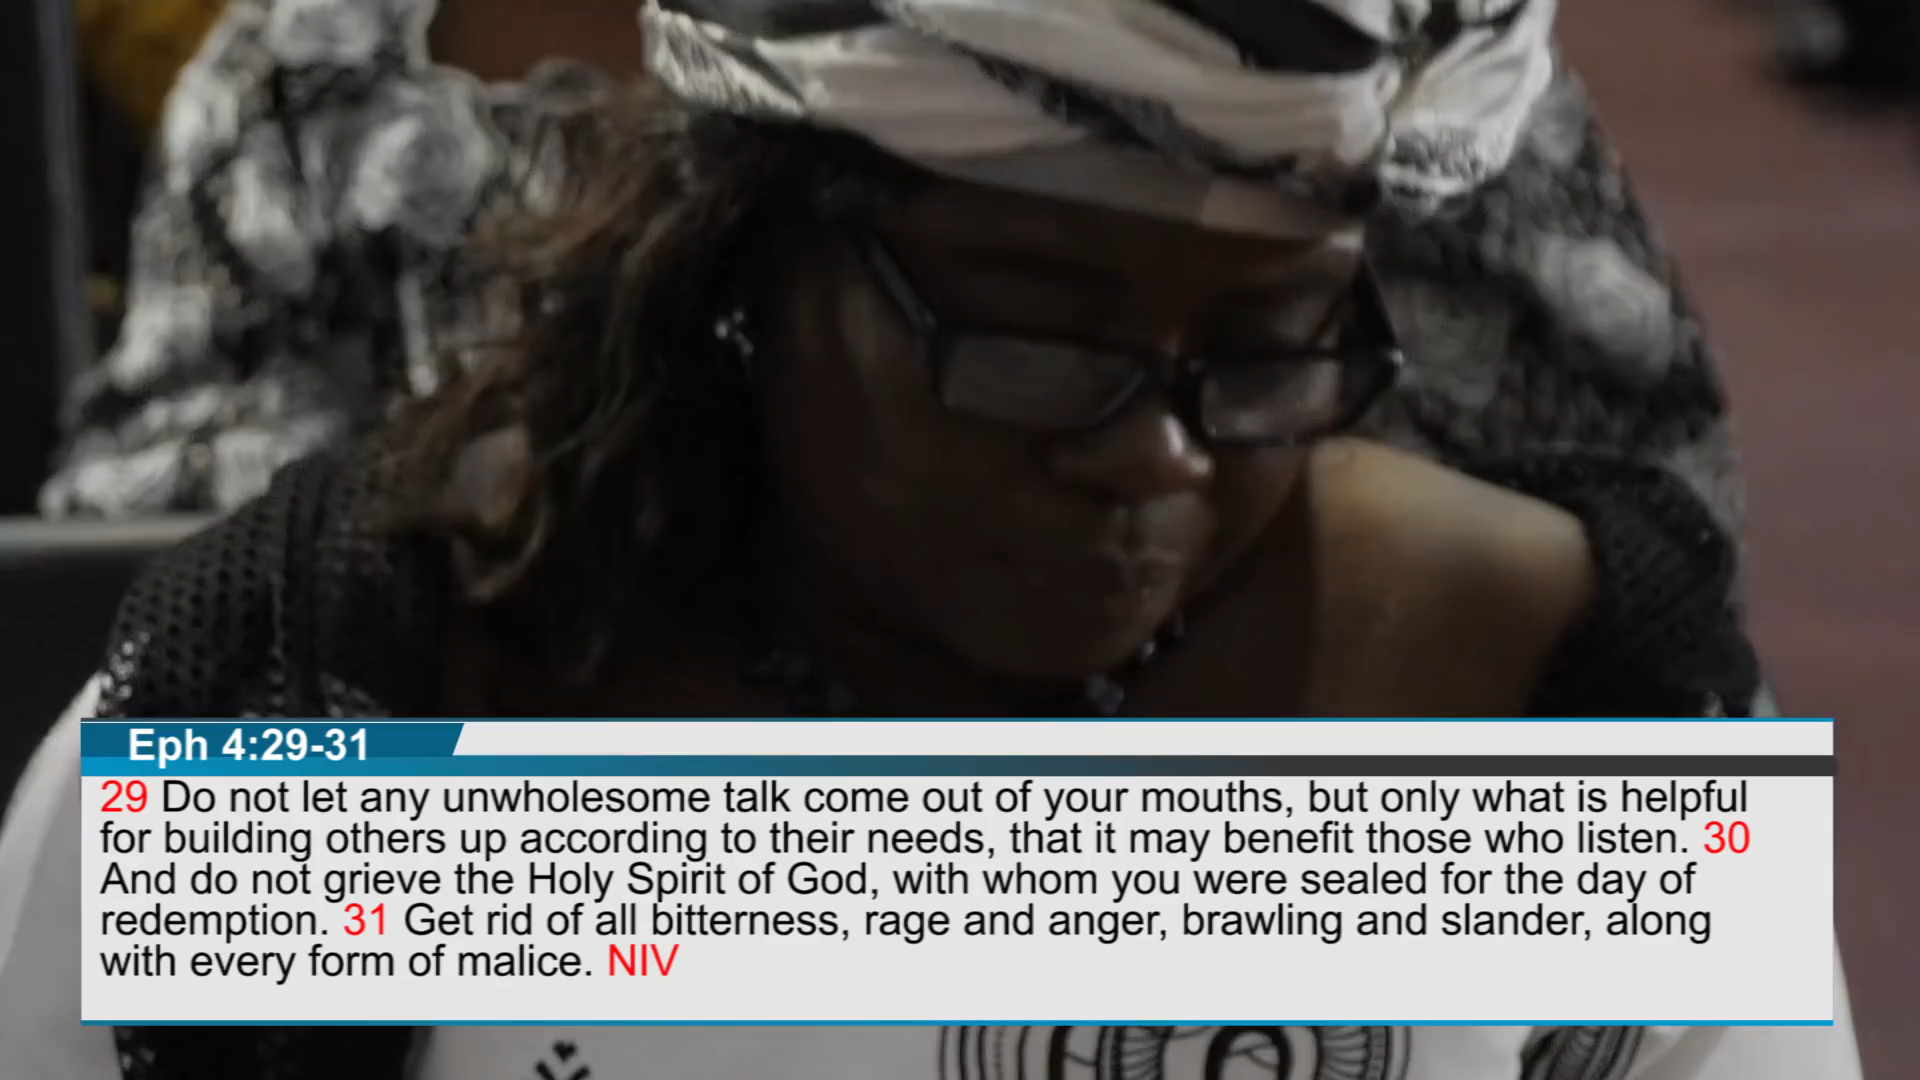 Eph 4:29-31
29 Do not let any unwholesome talk come out of your mouths, but only what is helpful
for building others up according to their needs, that it may benefit those who listen. 30
And do not grieve the Holy Spirit of God, with whom you were sealed for the day of
redemption. 31 Get rid of all bitterness, rage and anger, brawling and slander, along
with every form of malice. NIV